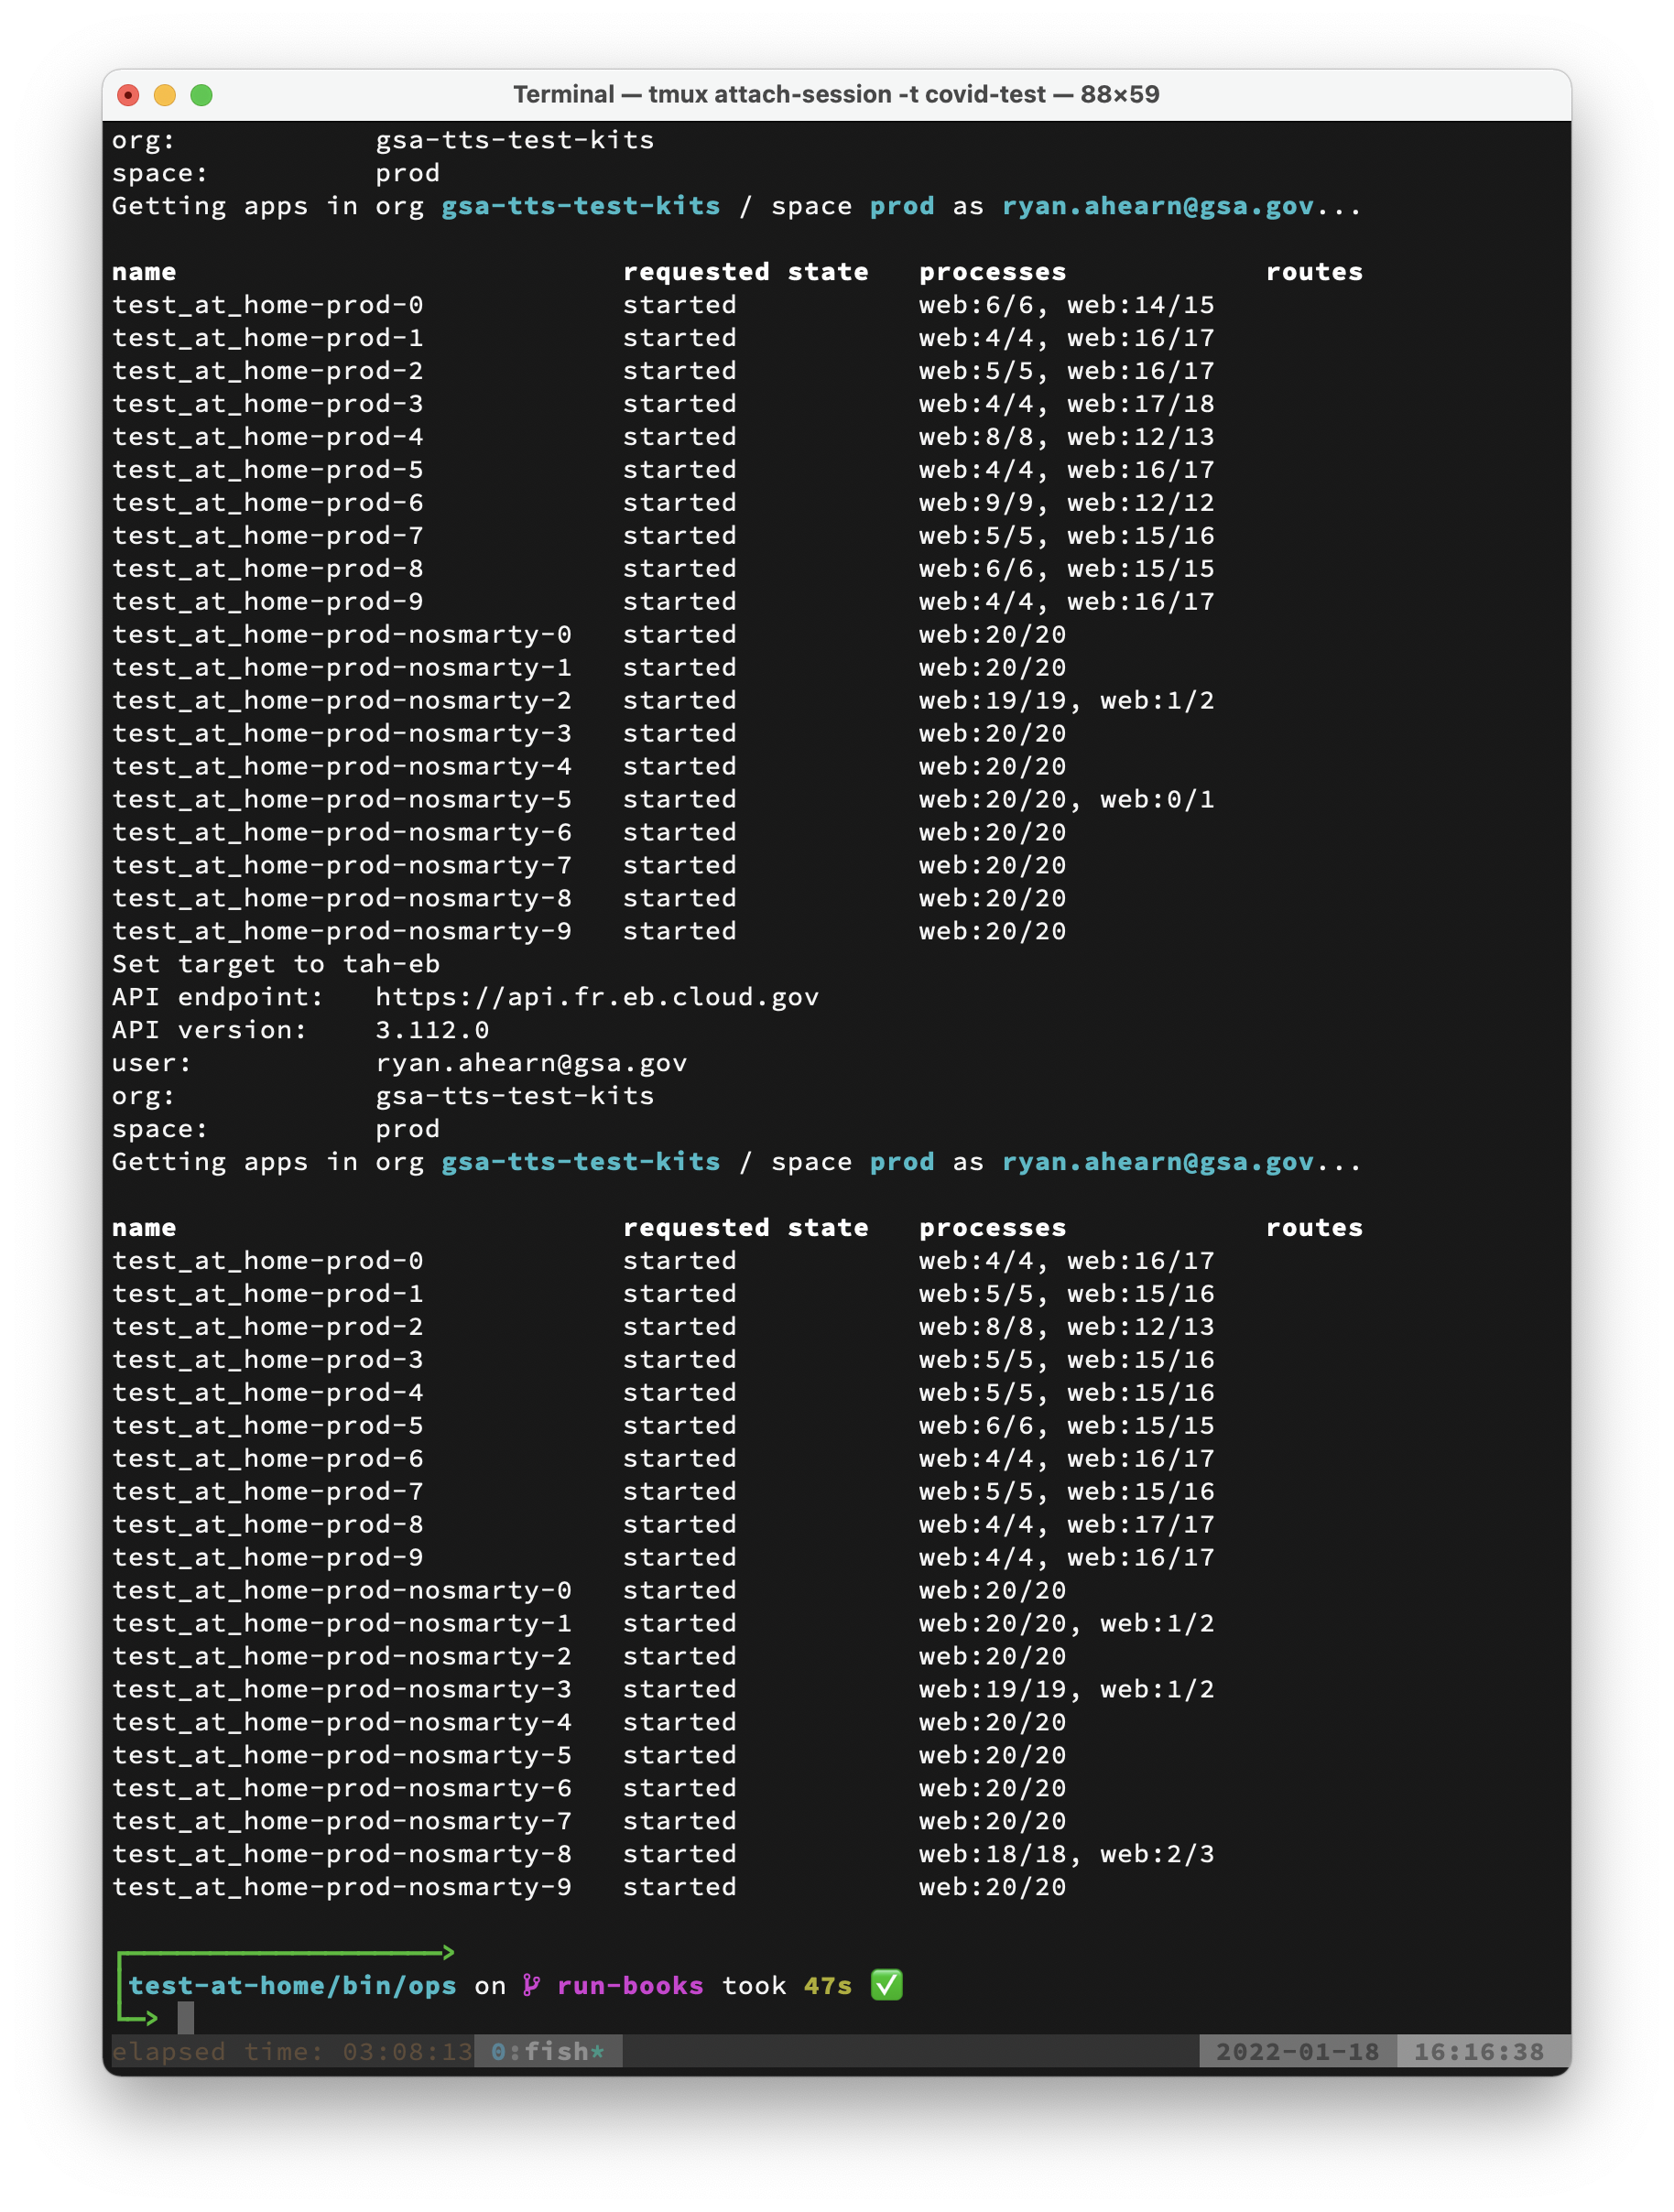 Terminal — tmux attach-session -t covid-test — 88×59
org:                gsa-tts-test-kits
space:              prod
Getting apps in org gsa-tts-test-kits / space prod as ryan.ahearn@gsa.gov...
name                           requested state   processes            routes
test_at_home-prod-0            started           web:6/6, web:14/15
test_at_home-prod-1            started           web:4/4, web:16/17
test_at_home-prod-2            started           web:5/5, web:16/17
test_at_home-prod-3            started           web:4/4, web:17/18
test_at_home-prod-4            started           web:8/8, web:12/13
test_at_home-prod-5            started           web:4/4, web:16/17
test_at_home-prod-6            started           web:9/9, web:12/12
test_at_home-prod-7            started           web:5/5, web:15/16
test_at_home-prod-8            started           web:6/6, web:15/15
test_at_home-prod-9            started           web:4/4, web:16/17
test_at_home-prod-nosmarty-0   started           web:20/20
test_at_home-prod-nosmarty-1   started           web:20/20
test_at_home-prod-nosmarty-2   started           web:19/19, web:1/2
test_at_home-prod-nosmarty-3   started           web:20/20
test_at_home-prod-nosmarty-4   started           web:20/20
test_at_home-prod-nosmarty-5   started           web:20/20, web:0/1
test_at_home-prod-nosmarty-6   started           web:20/20
test_at_home-prod-nosmarty-7   started           web:20/20
test_at_home-prod-nosmarty-8   started           web:20/20
test_at_home-prod-nosmarty-9   started           web:20/20
Set target to tah-eb
API endpoint:   https://api.fr.eb.cloud.gov
API version:    3.112.0
user:           ryan.ahearn@gsa.gov
org:            gsa-tts-test-kits
space:          prod
Getting apps in org gsa-tts-test-kits / space prod as ryan.ahearn@gsa.gov...
name                           requested state   processes            routes
test_at_home-prod-0            started           web:4/4, web:16/17
test_at_home-prod-1            started           web:5/5, web:15/16
test_at_home-prod-2            started           web:8/8, web:12/13
test_at_home-prod-3            started           web:5/5, web:15/16
test_at_home-prod-4            started           web:5/5, web:15/16
test_at_home-prod-5            started           web:6/6, web:15/15
test_at_home-prod-6            started           web:4/4, web:16/17
test_at_home-prod-7            started           web:5/5, web:15/16
test_at_home-prod-8            started           web:4/4, web:17/17
test_at_home-prod-9            started           web:4/4, web:16/17
test_at_home-prod-nosmarty-0   started           web:20/20
test_at_home-prod-nosmarty-1   started           web:20/20, web:1/2
test_at_home-prod-nosmarty-2   started           web:20/20
test_at_home-prod-nosmarty-3   started           web:19/19, web:1/2
test_at_home-prod-nosmarty-4   started           web:20/20
test_at_home-prod-nosmarty-5   started           web:20/20
test_at_home-prod-nosmarty-6   started           web:20/20
test_at_home-prod-nosmarty-7   started           web:20/20
test_at_home-prod-nosmarty-8   started           web:18/18, web:2/3
test_at_home-prod-nosmarty-9   started           web:20/20
test-at-home/bin/ops on run-books took 47s ✅
elapsed time: 03:08:13 0:fish* 2022-01-18 16:16:38